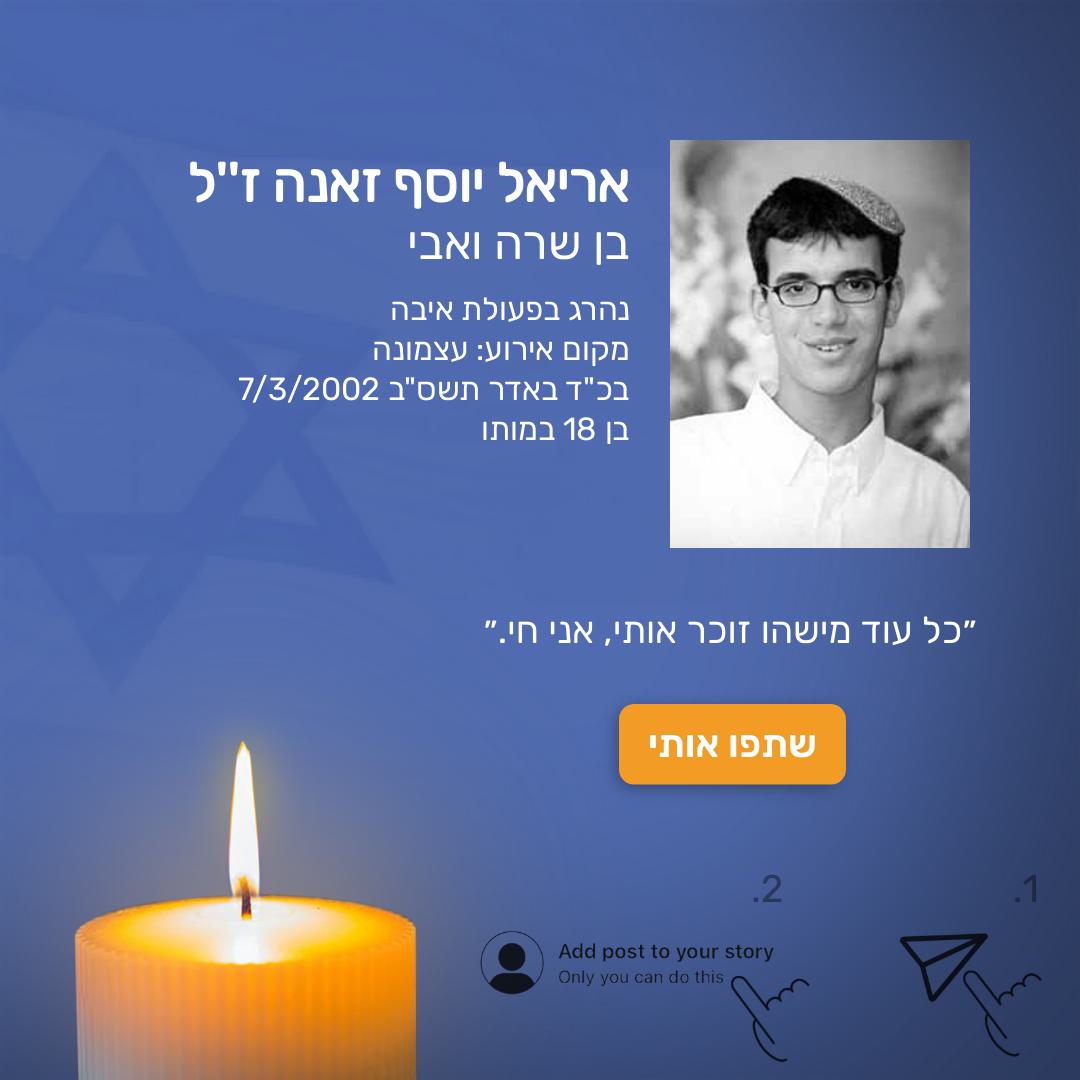 אריאל יוסף זאנה ז"ל
בן שרה ואבי
נהרג בפעולת איבה
מקום אירוע: עצמונה
בכ"ד באדר תשס"ב 7/3/2002
בן 18 במותו
״כל עוד מישהו זוכר אותי, אני חי.״
שתפו אותי
1.
2.
Add post to your story
Only you can do this